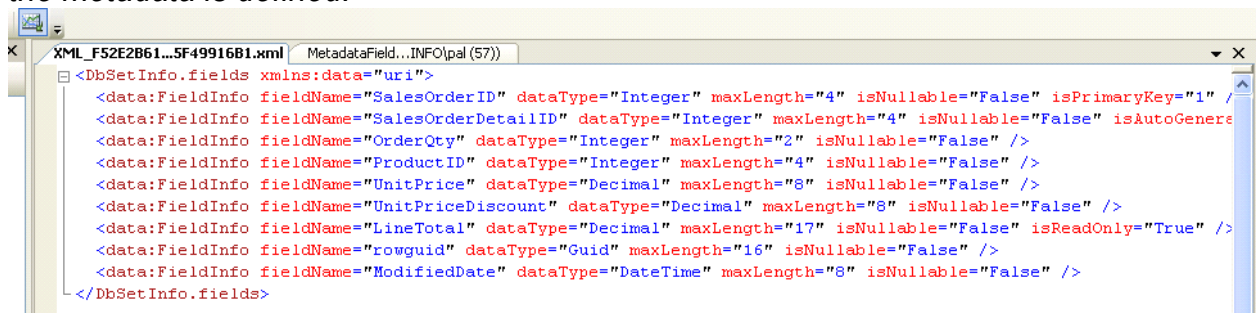 the metadata is defined.
XML_F52E2B61...5F49916B1.xml MetadataField...INFO\pal (57))
<DbSetInfo.fields xmlns:data="uri">
<data:FieldInfo fieldName="SalesOrderID" dataType="Integer" maxLength="4" isNullable="False" isPrimaryKey="1" /
<data:FieldInfo fieldName="SalesOrderDetailID" dataType="Integer" maxLength="4" isNullable="False" isAutoGenera
<data:FieldInfo fieldName="OrderQty" dataType="Integer" maxLength="2" isNullable="False" />
<data:FieldInfo fieldName="ProductID" dataType="Integer" maxLength="4" isNullable="False" />
<data:FieldInfo fieldName="UnitPrice" dataType="Decimal" maxLength="8" isNullable="False" />
<data:FieldInfo fieldName="UnitPriceDiscount" dataType="Decimal" maxLength="8" isNullable="False" />
<data:FieldInfo fieldName="LineTotal" dataType="Decimal" maxLength="17" isNullable="False" isReadOnly="True" />
<data:FieldInfo fieldName="rowguid" dataType="Guid" maxLength="16" isNullable="False" />
<data:FieldInfo fieldName="ModifiedDate" dataType="DateTime" maxLength="8" isNullable="False" />
</DbSetInfo.fields>